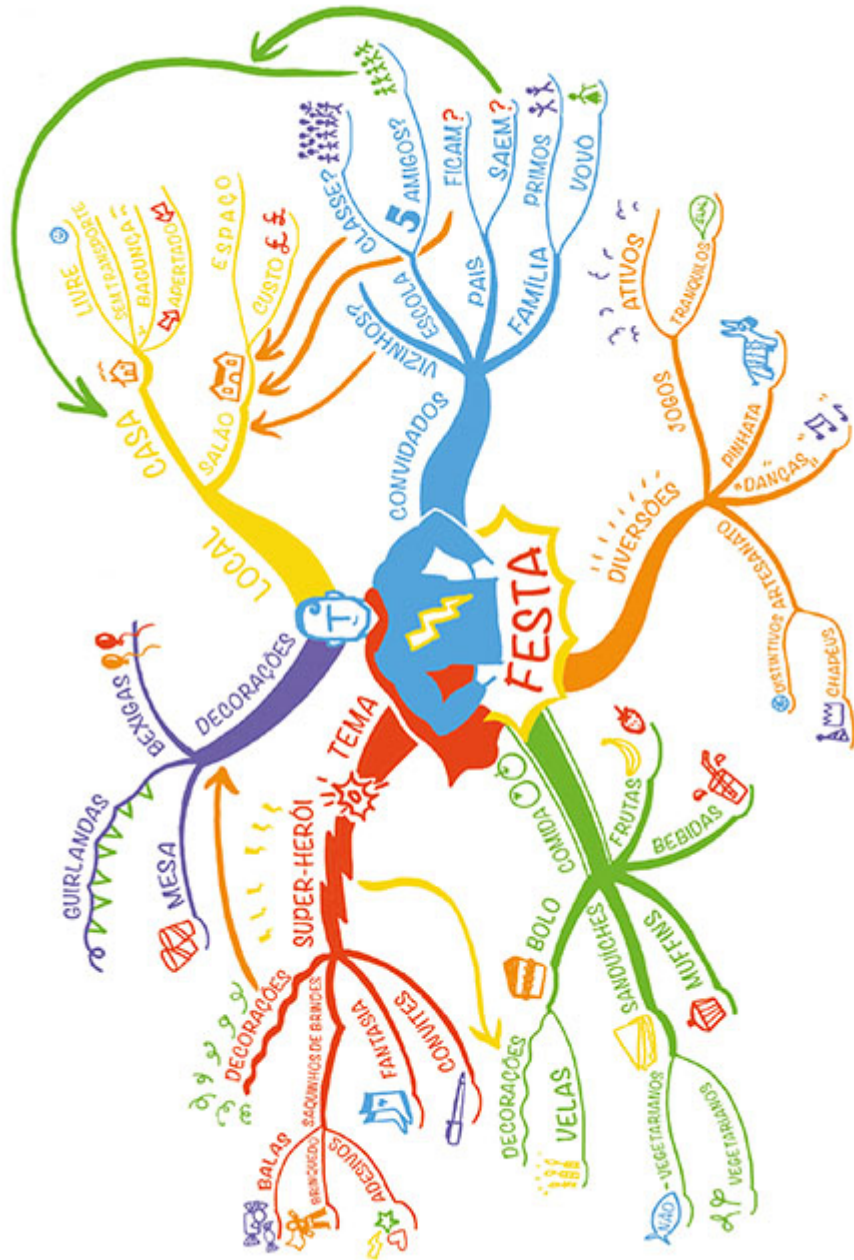 FESTA
LOCAL
CASA
LIVRE
SEM TRANSPORTE
BAGUNÇA
APERTADO
SALÃO
ESPAÇO
CUSTO ££
CONVIDADOS
VIZINHOS?
ESCOLA
CLASSE?
5 AMIGOS?
PAIS
FICAM?
SAEM?
FAMÍLIA
PRIMOS
VOVÓ
DIVERSÕES
JOGOS
ATIVOS
TRANQUILOS
PINHATA
"DANÇAS"
ARTESANATO
DISTINTIVOS
CHAPÉUS
COMIDA
FRUTAS
BEBIDAS
MUFFINS
SANDUÍCHES
NÃO
-VEGETARIANOS
VEGETARIANOS
BOLO
DECORAÇÕES
VELAS
TEMA
SUPER-HERÓI
CONVITES
FANTASIA
SAQUINHOS DE BRINDES
ADESIVOS
BRINQUEDO
BALAS
DECORAÇÕES
DECORAÇÕES
MESA
GUIRLANDAS
BEXIGAS